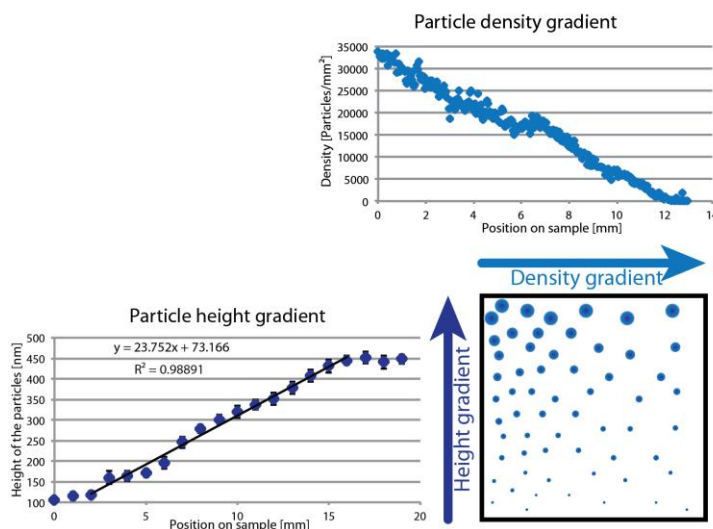 Particle density gradient
Density [Particles/mm²]
35000
30000
25000
20000
15000
10000
5000
0
0 2 4 6 8 10 12 14
Position on sample [mm]
Density gradient
Particle height gradient
Height of the particles [nm]
500
450
400
350
300
250
200
150
100
y = 23.752x + 73.166
R² = 0.98891
0 5 10 15 20
Position on sample [mm]
Height gradient